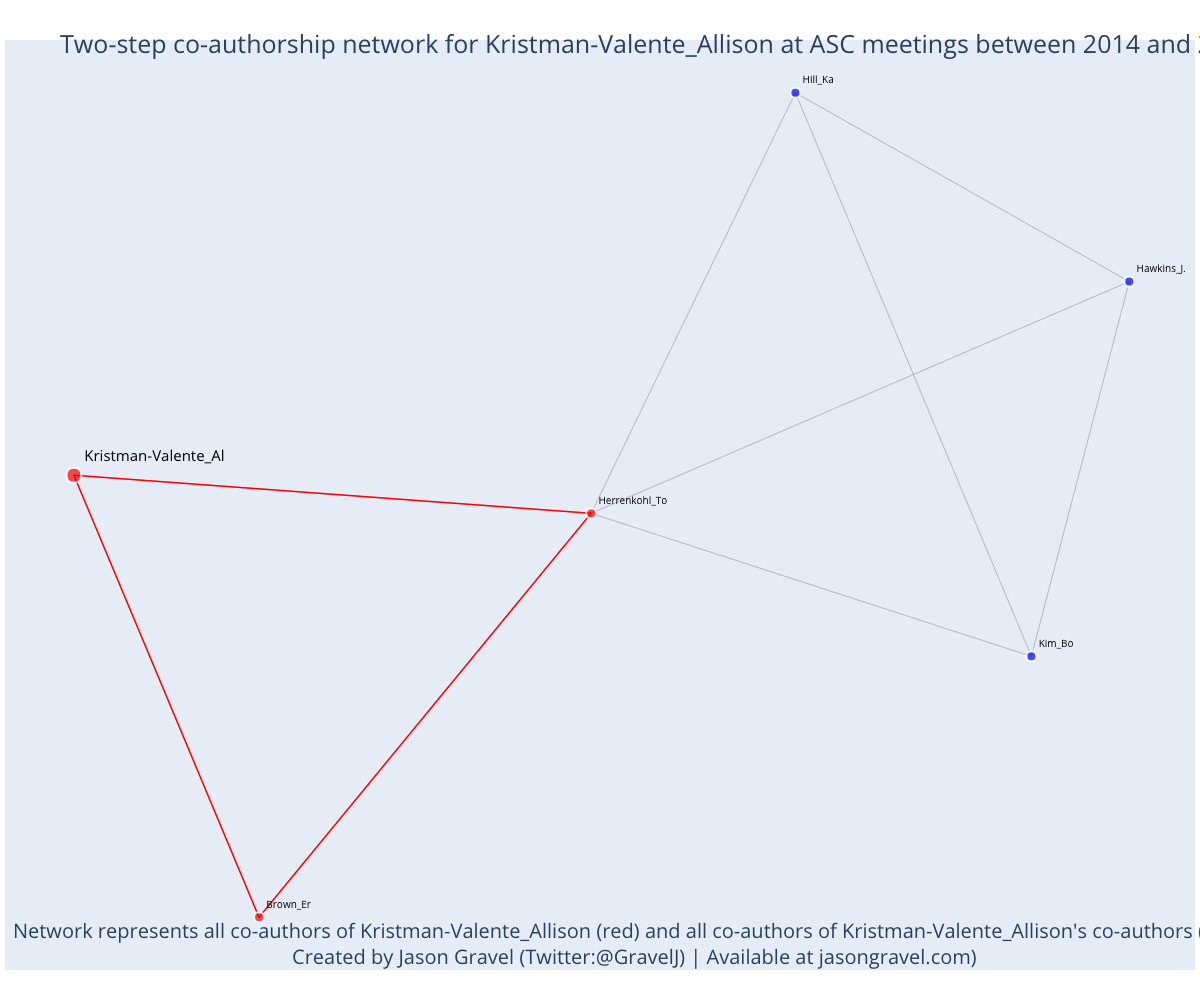 Two-step co-authorship network for Kristman-Valente_Allison at ASC meetings between 2014 and
Hill_Ka
Hawkins_J.
Kristman-Valente_Al
Herrenkohl_To
Kim_Bo
Brown_Er
Network represents all co-authors of Kristman-Valente_Allison (red) and all co-authors of Kristman-Valente_Allison's co-authors (
Created by Jason Gravel (Twitter:@GravelJ) | Available at jasongravel.com)